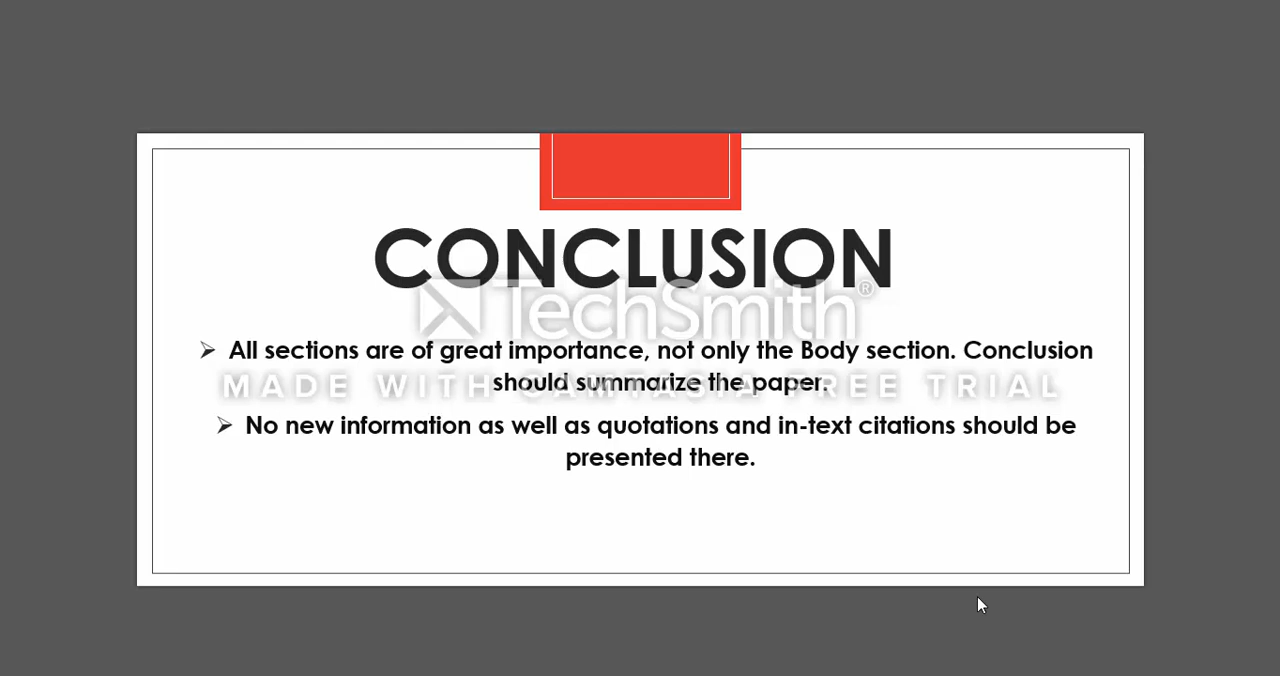 CONCLUSION
TechSmith®
All sections are of great importance, not only the Body section. Conclusion
should summarize the paper.
MADE WITH CAMTASIA FREE TRIAL
No new information as well as quotations and in-text citations should be
presented there.